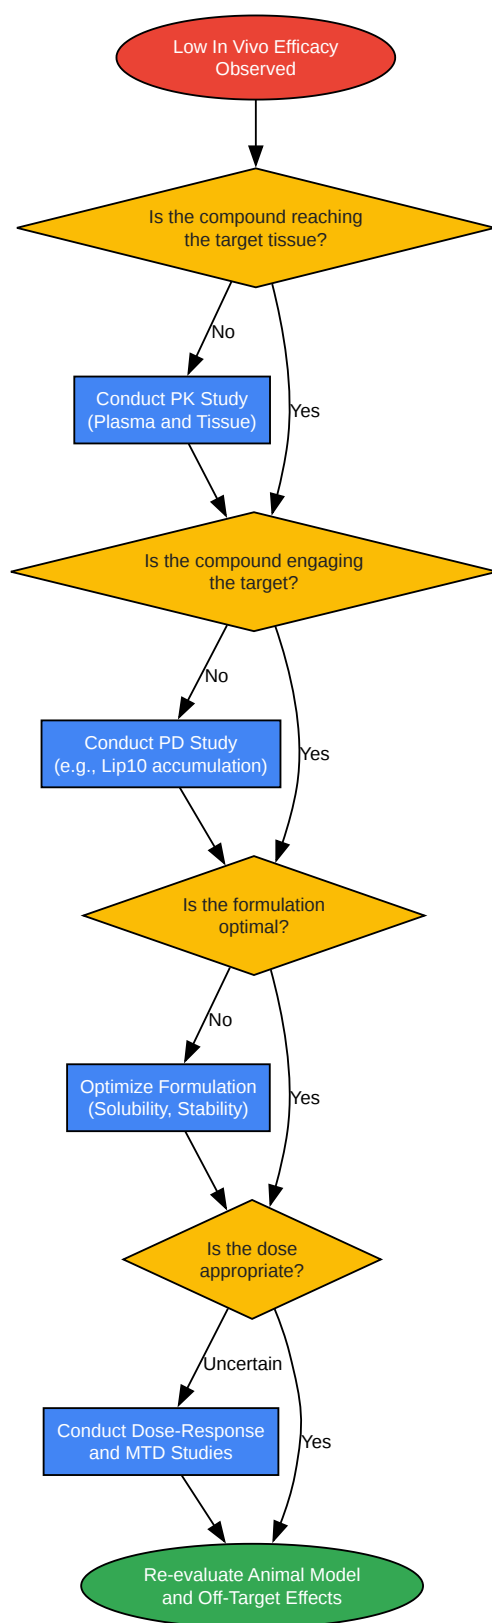 Low In Vivo Efficacy
Observed
Is the compound reaching
the target tissue?
No
Conduct PK Study
(Plasma and Tissue)
Yes
Is the compound engaging
the target?
No
Conduct PD Study
(e.g., Lip10 accumulation)
Yes
Is the formulation
optimal?
No
Optimize Formulation
(Solubility, Stability)
Yes
Is the dose
appropriate?
Uncertain
Conduct Dose-Response
and MTD Studies
Yes
Re-evaluate Animal Model
and Off-Target Effects